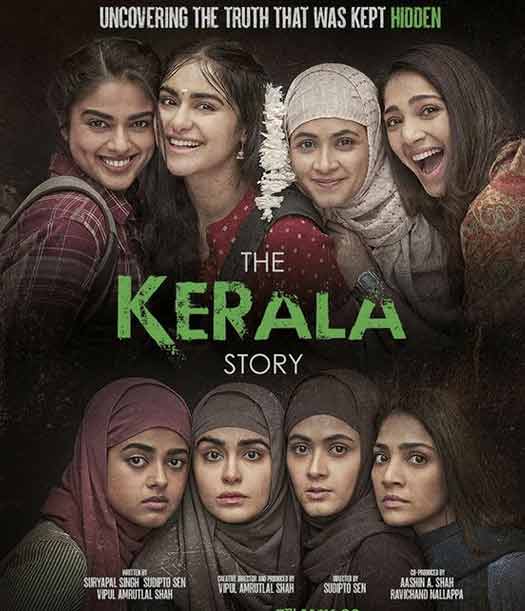 UNCOVERING THE TRUTH THAT WAS KEPT HIDDEN
THE
KERALA
STORY
WRITTEN BY
SURYAPAL SINGH SUDIPTO SEN
VIPUL AMRUTLAL SHAH
CREATIVE DIRECTOR AND PRODUCED BY
VIPUL AMRUTLAL SHAH
DIRECTED BY
SUDIPTO SEN
CO-PRODUCED BY
AASHIN A. SHAH
RAVICHAND NALLAPPA